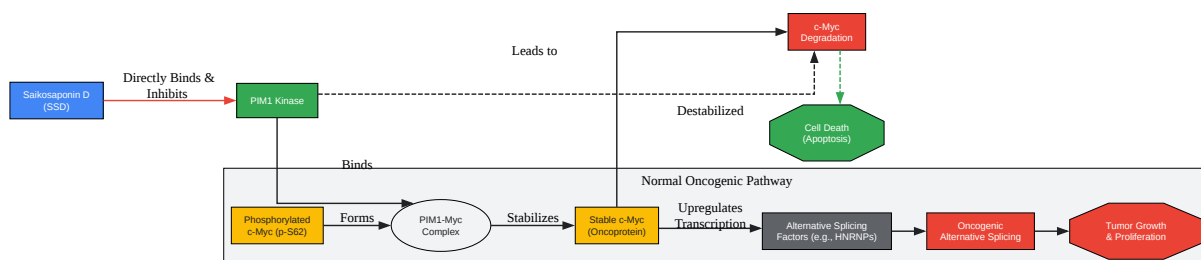 c-Myc
Degradation
Leads to
Directly Binds &
Inhibits
Saikosaponin D
(SSD)
PIM1 Kinase
Destabilized
Cell Death
(Apoptosis)
Binds
Normal Oncogenic Pathway
Phosphorylated
c-Myc (p-S62)
Forms
PIM1-Myc
Complex
Stabilizes
Stable c-Myc
(Oncoprotein)
Upregulates
Transcription
Alternative Splicing
Factors (e.g., HNRNPs)
Oncogenic
Alternative Splicing
Tumor Growth
& Proliferation